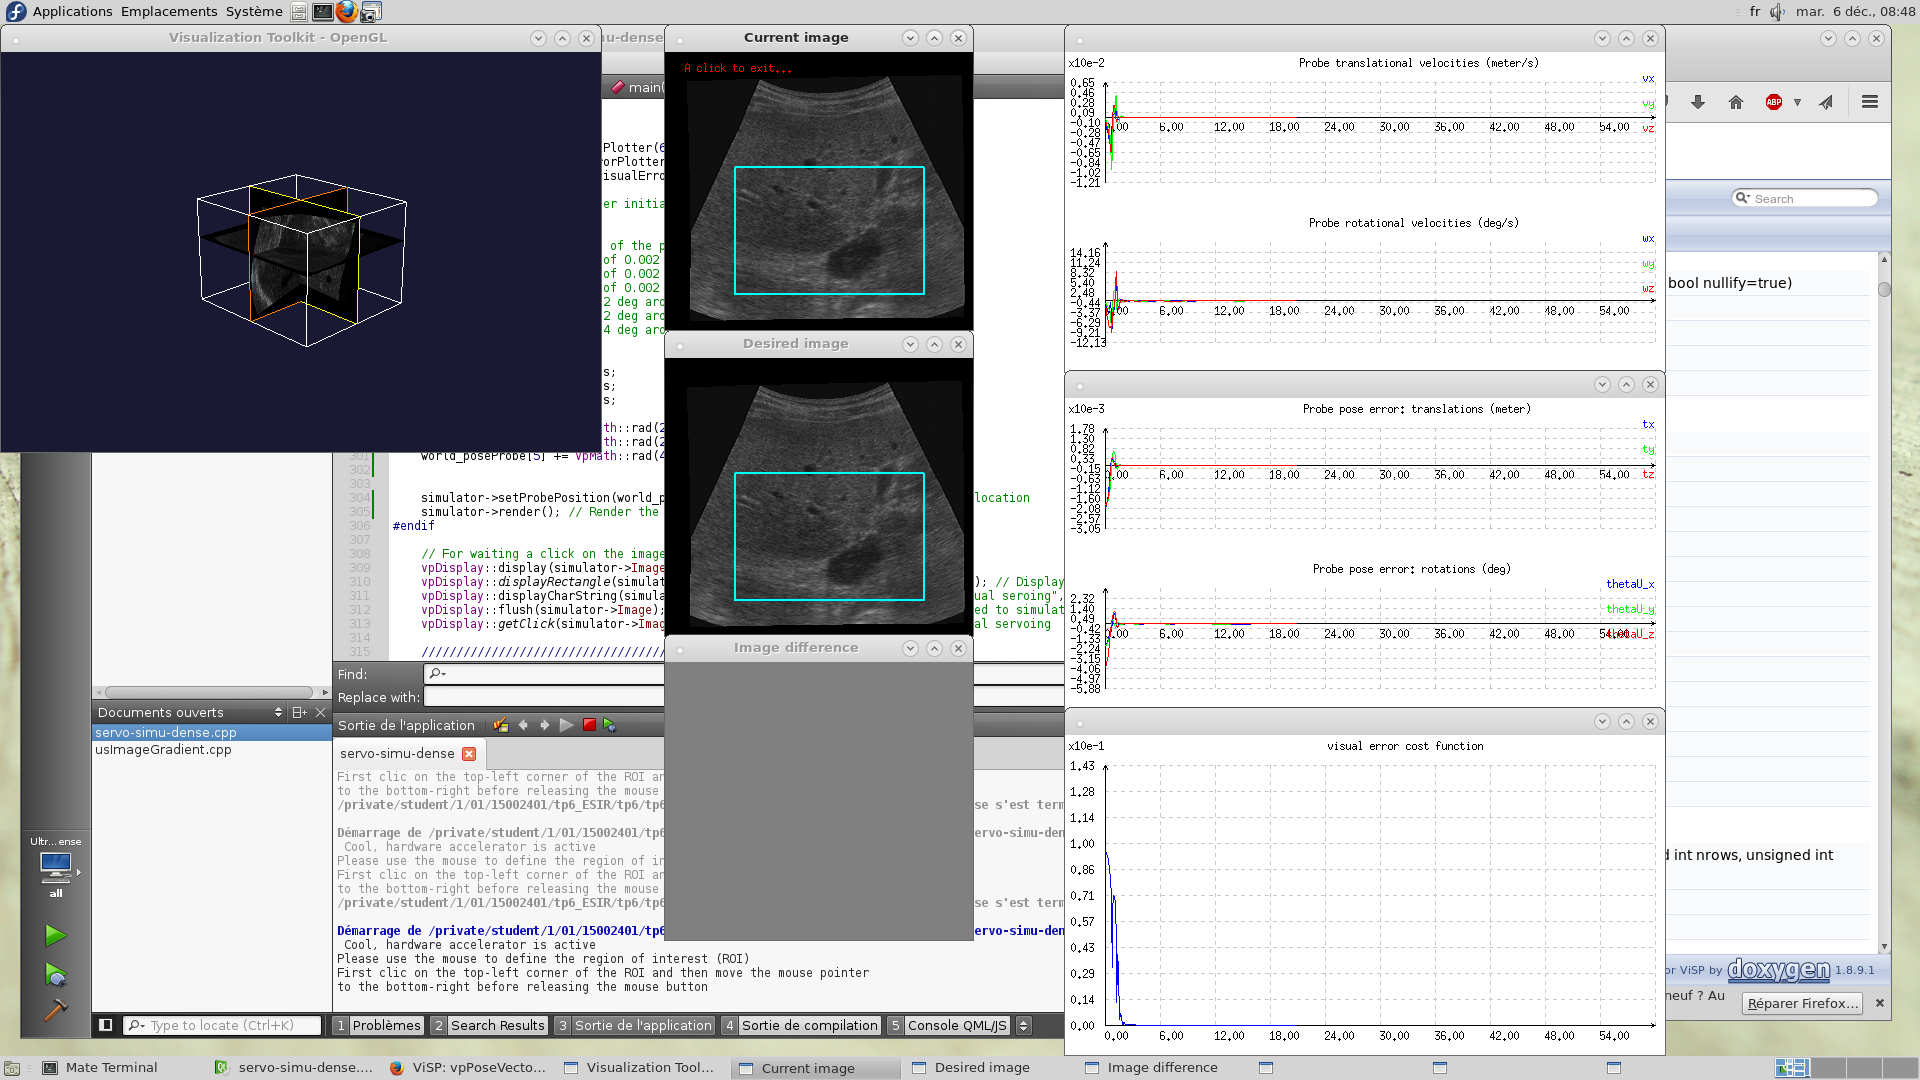 Applications Emplacements Système
fr mar. 6 déc., 08:48
Visualization Toolkit - OpenGL
nu-dense
main(
Plotter(6
orPlotter
isualErro
er initia
of the p
of 0.002
of 0.002
of 0.002
2 deg aro
2 deg aro
4 deg aro
s;
s;
s;
th::rad(2
th::rad(2
301 world_poseProbe[5] += vpMath::rad(4
302
303
304 simulator->setProbePosition(world_p location
305 simulator->render(); // Render the
306 #endif
307
308 // For waiting a click on the image
309 vpDisplay::display(simulator->Image
310 vpDisplay::displayRectangle(simulat ); // Display
311 vpDisplay::displayCharString(simula ual seroing",
312 vpDisplay::flush(simulator->Image); ed to simulat
313 vpDisplay::getClick(simulator->Imag al servoing
314
315 //////////////////////////////////
Find:
Replace with:
Sortie de l'application
servo-simu-dense
First clic on the top-left corner of the ROI an
to the bottom-right before releasing the mouse
/private/student/1/01/15002401/tp6_ESIR/tp6/tp6 se s'est term
Démarrage de /private/student/1/01/15002401/tp6 servo-simu-den
Cool, hardware accelerator is active
Please use the mouse to define the region of in
First clic on the top-left corner of the ROI an
to the bottom-right before releasing the mouse
/private/student/1/01/15002401/tp6_ESIR/tp6/tp6 se s'est term
Démarrage de /private/student/1/01/15002401/tp6 servo-simu-den
Cool, hardware accelerator is active
Please use the mouse to define the region of interest (ROI)
First clic on the top-left corner of the ROI and then move the mouse pointer
to the bottom-right before releasing the mouse button
Documents ouverts
servo-simu-dense.cpp
usImageGradient.cpp
Ultr...ense
all
Type to locate (Ctrl+K)
1 Problèmes 2 Search Results 3 Sortie de l'application 4 Sortie de compilation 5 Console QML/JS
Current image
A click to exit...
Desired image
Image difference
x10e-2 Probe translational velocities (meter/s)
0.65
0.46
0.28
0.09
-0.10
-0.28
-0.47
-0.65
-0.84
-1.02
-1.21
vx
vy
vz
.00 6.00 12.00 18.00 24.00 30.00 36.00 42.00 48.00 54.00
Probe rotational velocities (deg/s)
14.16
11.24
8.32
5.40
2.48
-0.44
-3.37
-6.29
-9.21
-12.13
wx
wy
wz
.00 6.00 12.00 18.00 24.00 30.00 36.00 42.00 48.00 54.00
x10e-3 Probe pose error: translations (meter)
1.78
1.30
0.82
0.33
-0.15
-0.63
-1.12
-1.60
-2.08
-2.57
-3.05
tx
ty
tz
.00 6.00 12.00 18.00 24.00 30.00 36.00 42.00 48.00 54.00
Probe pose error: rotations (deg)
2.32
1.40
0.49
-0.42
-1.33
-2.24
-3.15
-4.06
-4.97
-5.88
thetaU_x
thetaU_y
thetaU_z
.00 6.00 12.00 18.00 24.00 30.00 36.00 42.00 48.00
x10e-1 visual error cost function
1.43
1.28
1.14
1.00
0.86
0.71
0.57
0.43
0.29
0.14
0.00
0.00 6.00 12.00 18.00 24.00 30.00 36.00 42.00 48.00 54.00
ABP
Search
bool nullify=true)
d int nrows, unsigned int
or ViSP by doxygen 1.8.9.1
neuf ? Au
Réparer Firefox...
Mate Terminal
servo-simu-dense....
ViSP: vpPoseVecto...
Visualization Tool...
Current image
Desired image
Image difference